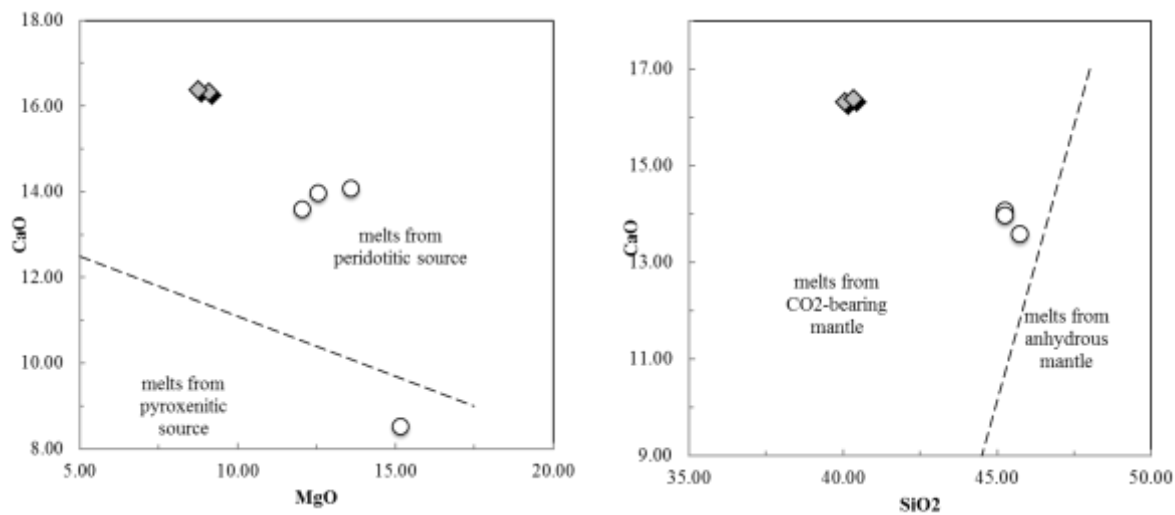 18.00
16.00
14.00
12.00
10.00
8.00
CaO
melts from
peridotitic source
melts from
pyroxenitic
source
5.00 10.00 15.00 20.00
MgO
17.00
15.00
13.00
11.00
9.00
CaO
melts from
CO2-bearing
mantle
melts from
anhydrous
mantle
35.00 40.00 45.00 50.00
SiO2